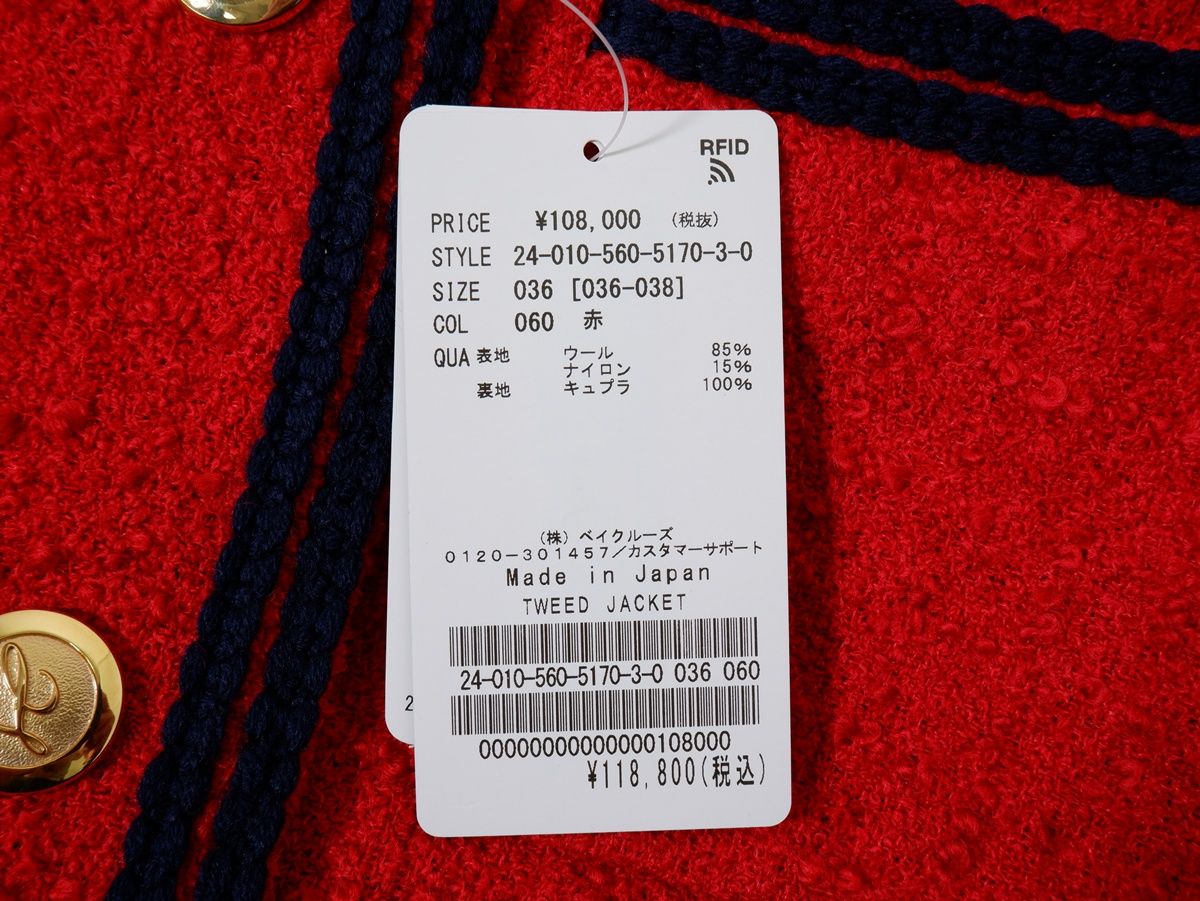 RFID
PRICE ¥108,000 (税抜)
STYLE 24-010-560-5170-3-0
SIZE 036 [036-038]
COL 060 赤
QUA 表地 ウール 85%
ナイロン 15%
裏地 キュプラ 100%
(株) ベイクルーズ
0120-301457/カスタマーサポート
Made in Japan
TWEED JACKET
24-010-560-5170-3-0 036 060
00000000000000108000
¥118,800(税込)
2